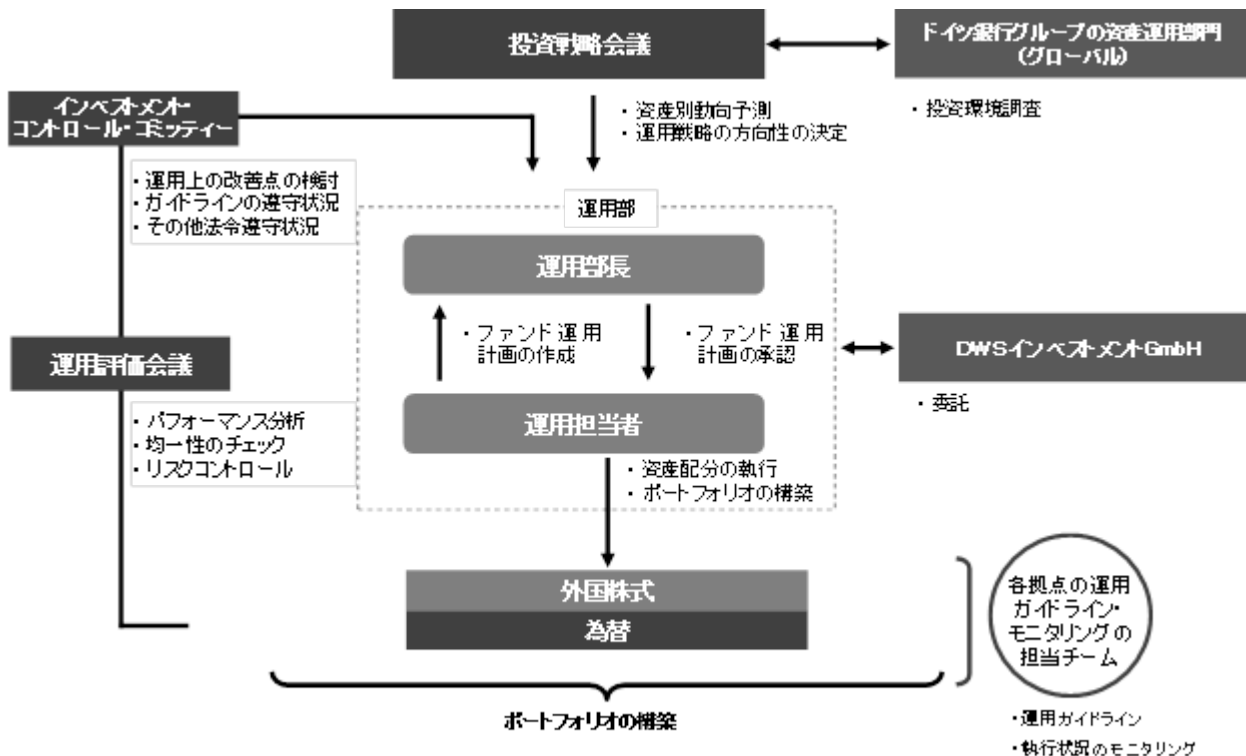 投資戦略会議
ドイツ銀行グループの資産運用部門
(グローバル)
・投資環境調査
インベストメント・
コントロール・コミッティー
・資産別動向予測
・運用戦略の方向性の決定
・運用上の改善点の検討
・ガイドラインの遵守状況
・その他法令遵守状況
運用部
運用部長
・ファンド運用
計画の作成
・ファンド運用
計画の承認
DWSインベストメントGmbH
・委託
運用評価会議
・パフォーマンス分析
・均一性のチェック
・リスクコントロール
運用担当者
・資産配分の執行
・ポートフォリオの構築
外国株式
為替
各拠点の運用
ガイドライン・
モニタリングの
担当チーム
・運用ガイドライン
・執行状況のモニタリング
ポートフォリオの構築